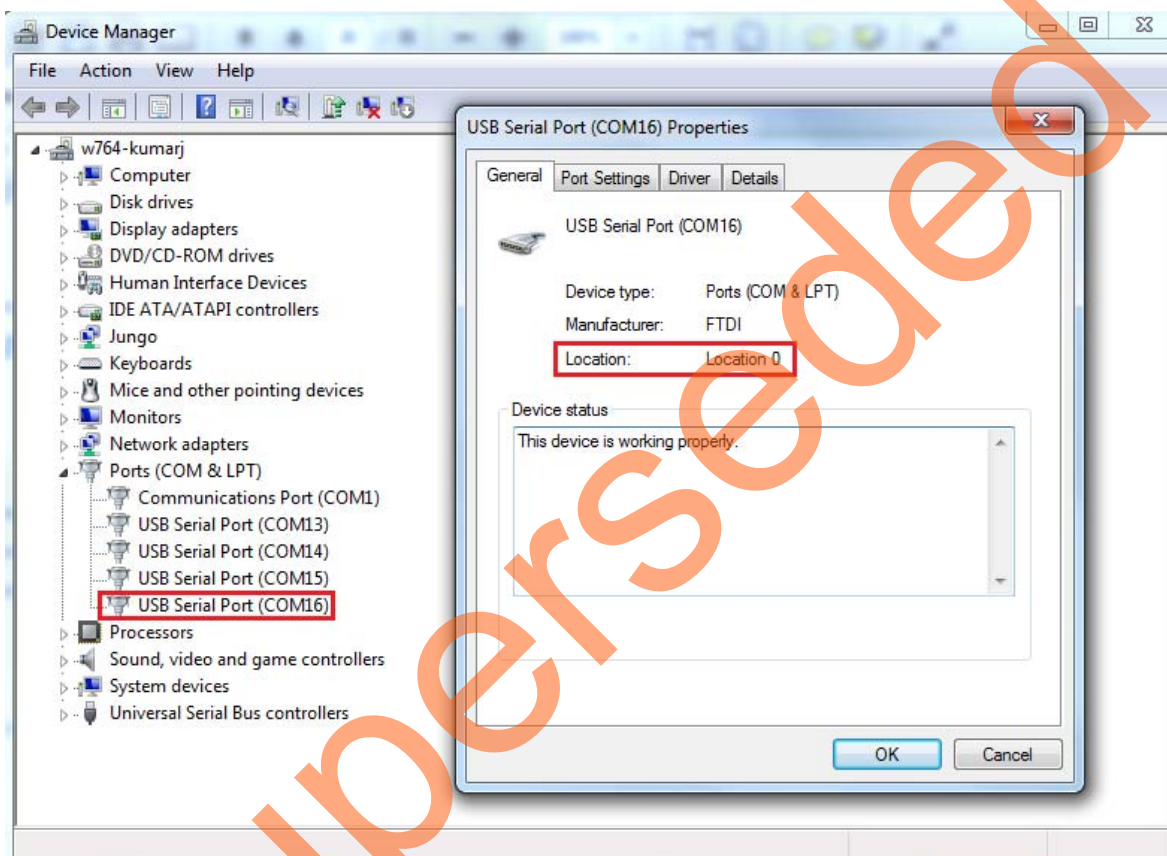 Device Manager
File Action View Help
w764-kumarj
Computer
Disk drives
Display adapters
DVD/CD-ROM drives
Human Interface Devices
IDE ATA/ATAPI controllers
Jungo
Keyboards
Mice and other pointing devices
Monitors
Network adapters
Ports (COM & LPT)
Communications Port (COM1)
USB Serial Port (COM13)
USB Serial Port (COM14)
USB Serial Port (COM15)
USB Serial Port (COM16)
Processors
Sound, video and game controllers
System devices
Universal Serial Bus controllers
USB Serial Port (COM16) Properties
General Port Settings Driver Details
USB Serial Port (COM16)
Device type: Ports (COM & LPT)
Manufacturer: FTDI
Location: Location 0
Device status
This device is working properly.
OK Cancel
perseded